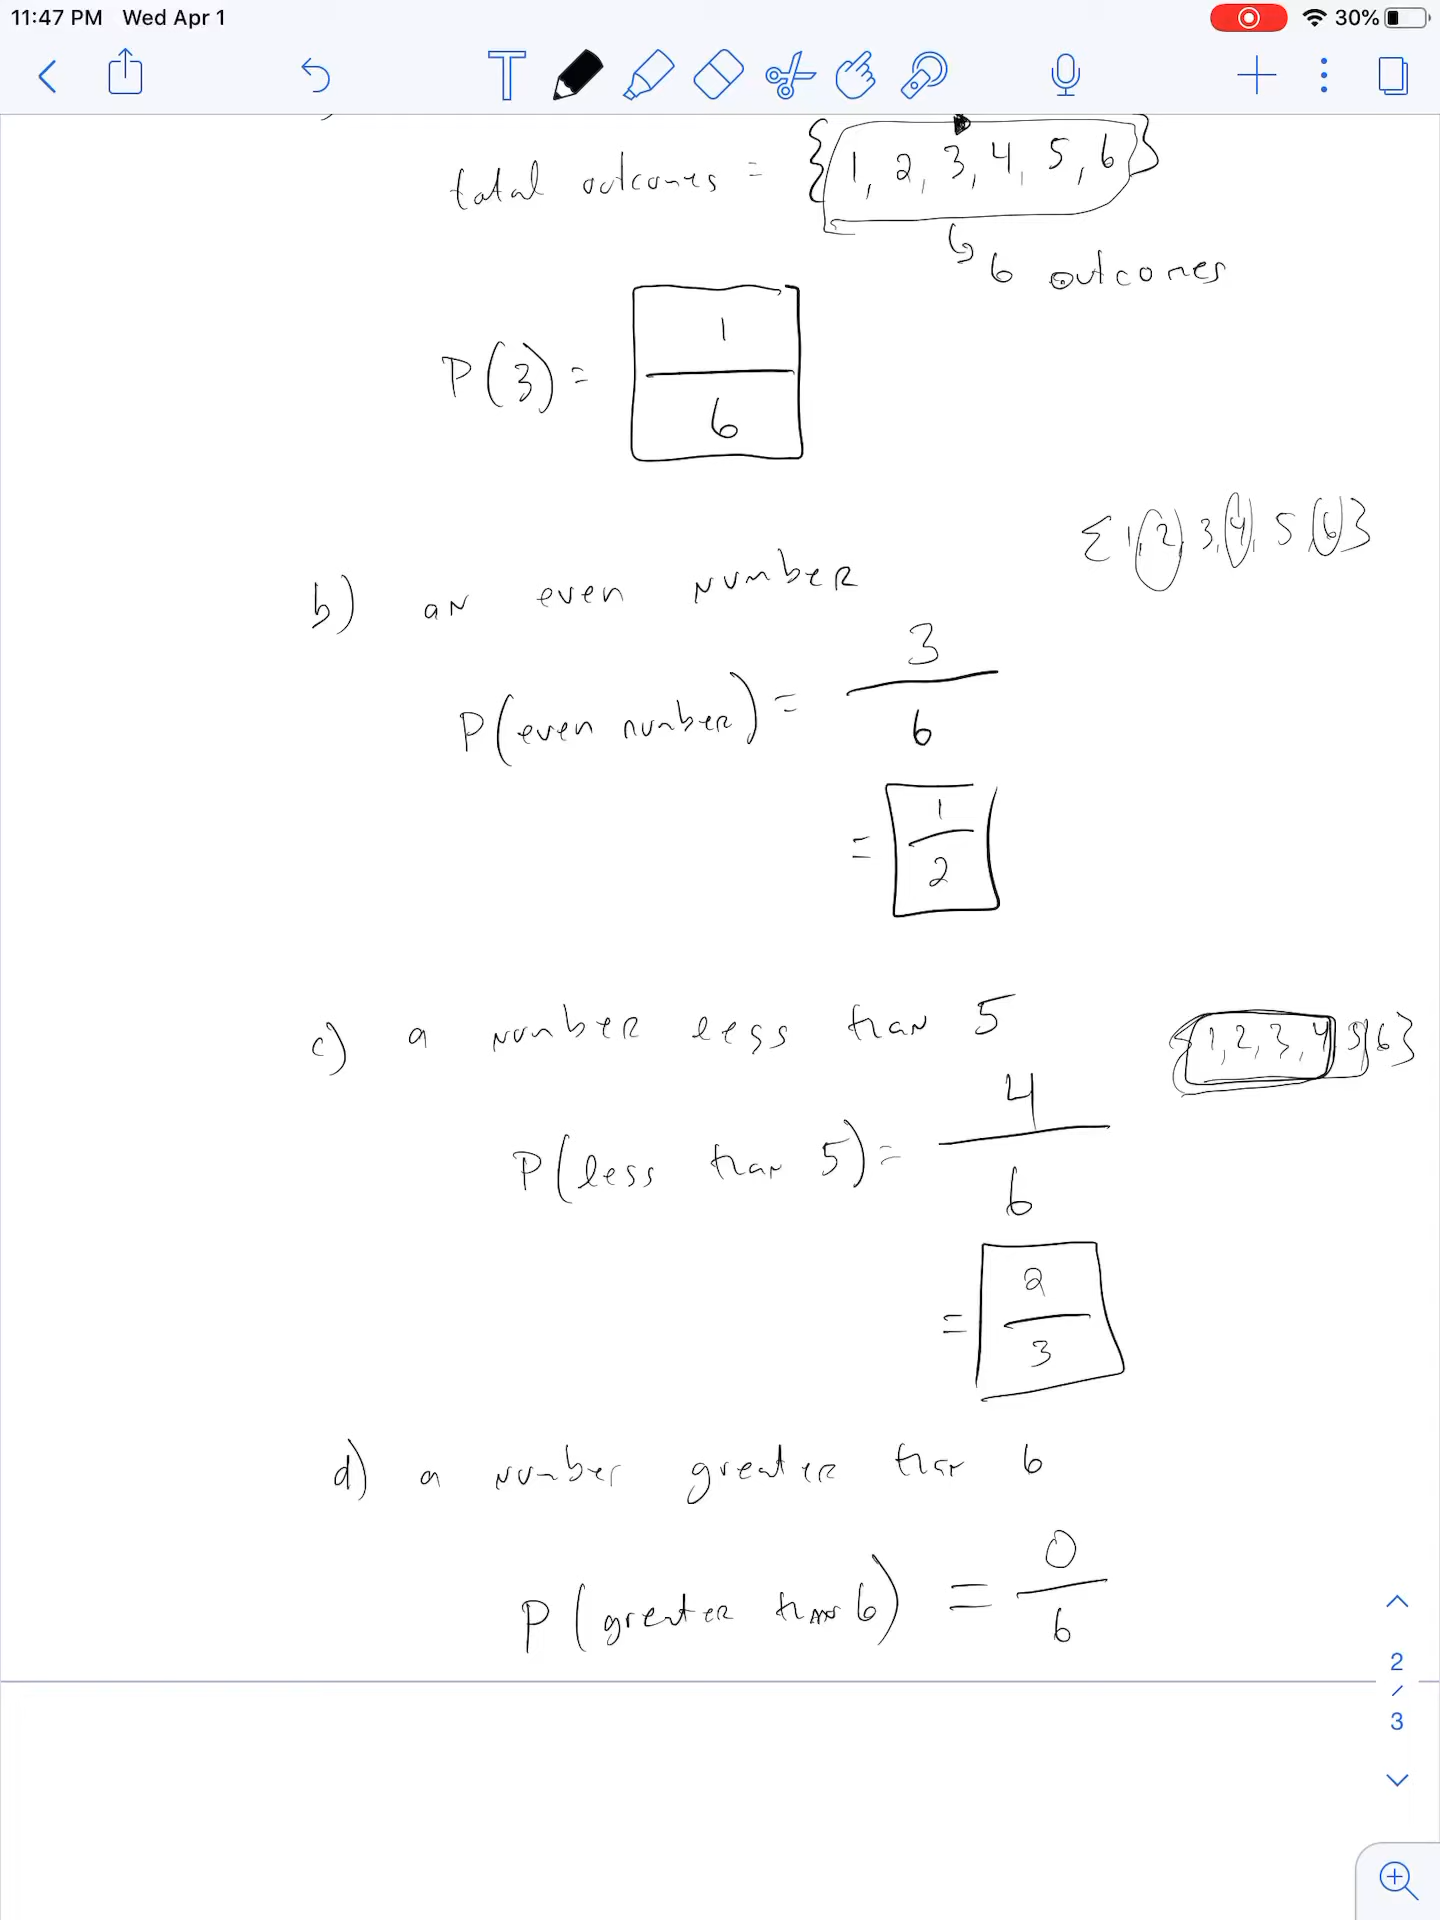 11:47 PM Wed Apr 1 30%
T
total outcomes = {1, 2, 3, 4, 5, 6}
↳ 6 outcomes
P(3) = 1/6
{1, 2, 3, 4, 5, 6}
b) an even number
P(even number) = 3/6
= 1/2
c) a number less than 5
{1, 2, 3, 4, 5, 6}
P(less than 5) = 4/6
= 2/3
d) a number greater than 6
P(greater than 6) = 0/6
2
/
3